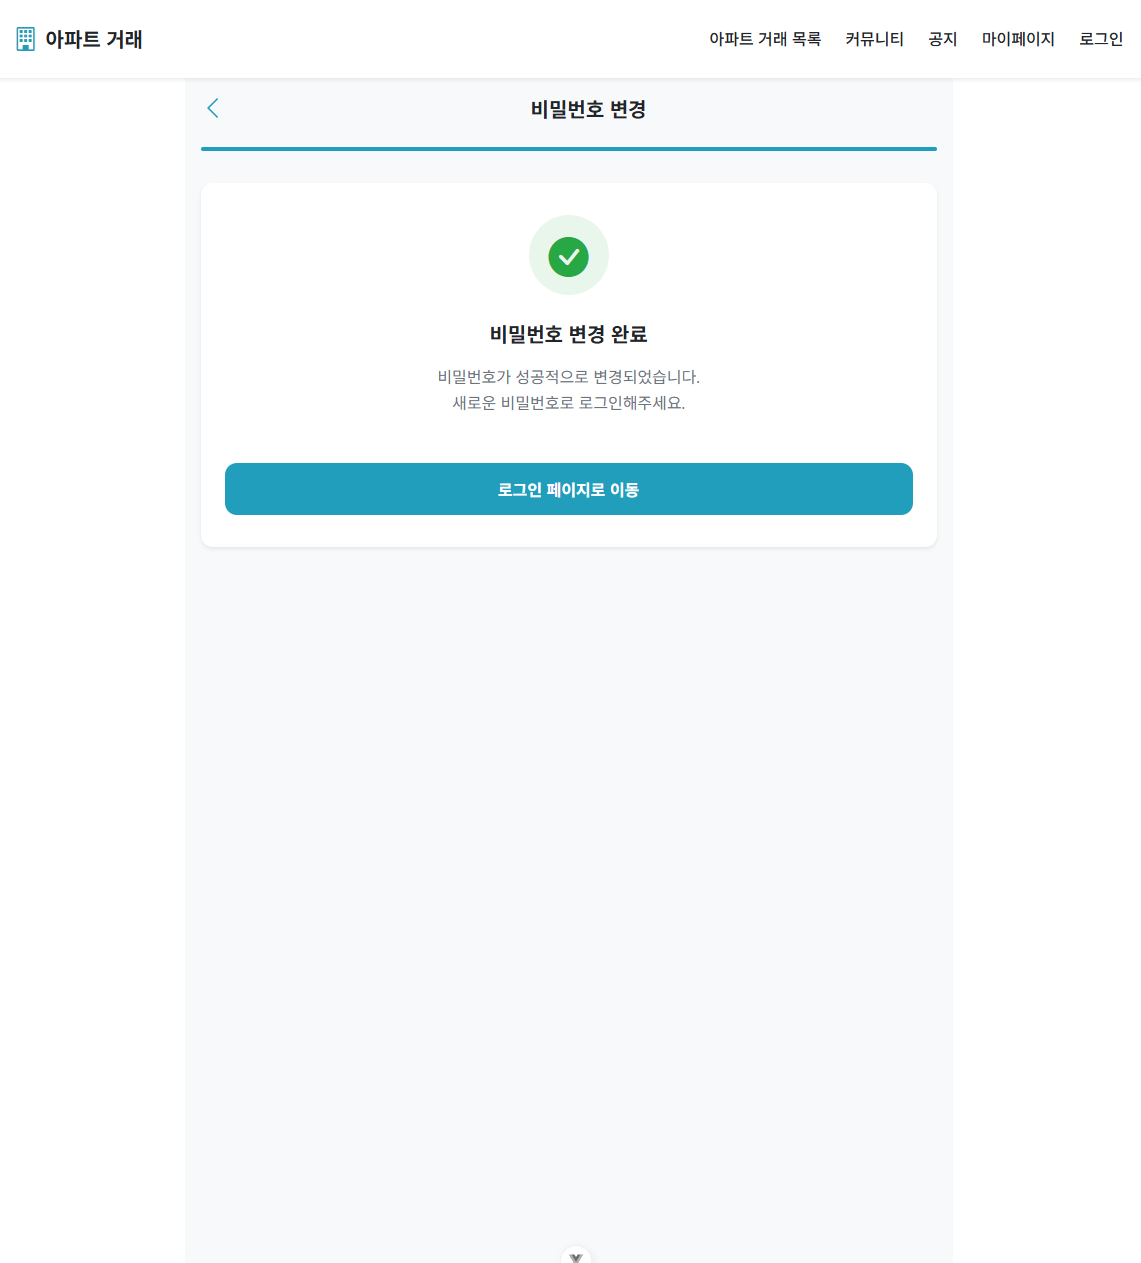 아파트 거래
아파트 거래 목록 커뮤니티 공지 마이페이지 로그인
비밀번호 변경
비밀번호 변경 완료
비밀번호가 성공적으로 변경되었습니다.
새로운 비밀번호로 로그인해주세요.
로그인 페이지로 이동